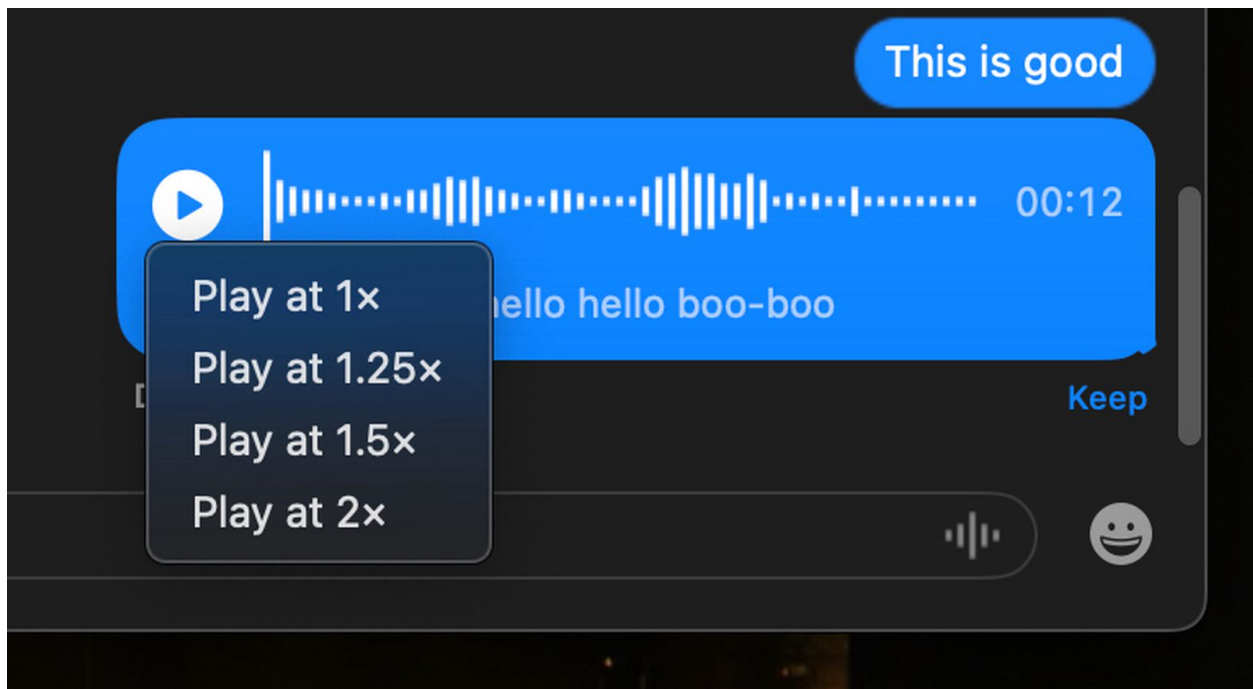 This is good
00:12
Play at 1×
hello hello boo-boo
Play at 1.25×
Keep
Play at 1.5×
Play at 2×